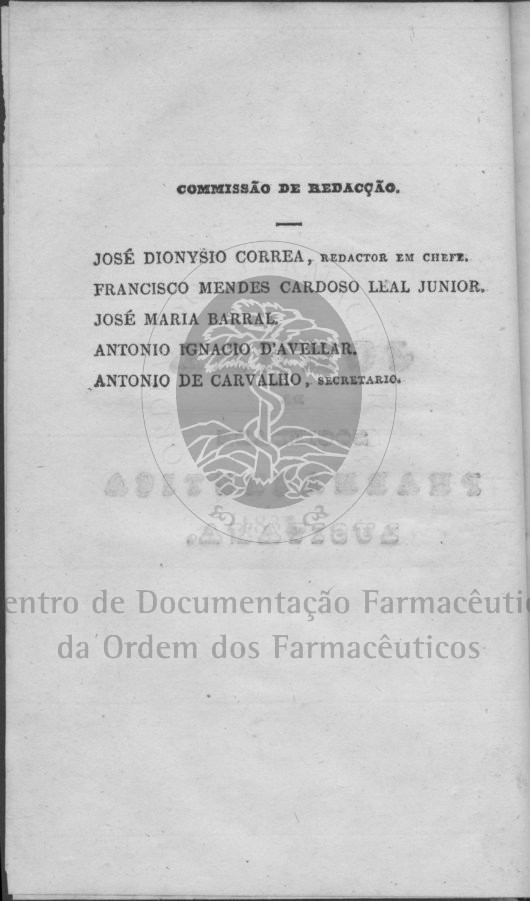 COMMISSÃO DE REDACÇÃO.
JOSÉ DIONYSIO CORREA, REDACTOR EM CHEFE.
FRANCISCO MENDES CARDOSO LEAL JUNIOR.
JOSÉ MARIA BARRAL.
ANTONIO IGNACIO D'AVELLAR.
ANTONIO DE CARVALHO, SECRETARIO.
entro de Documentação Farmacêuti
da Ordem dos Farmacêuticos